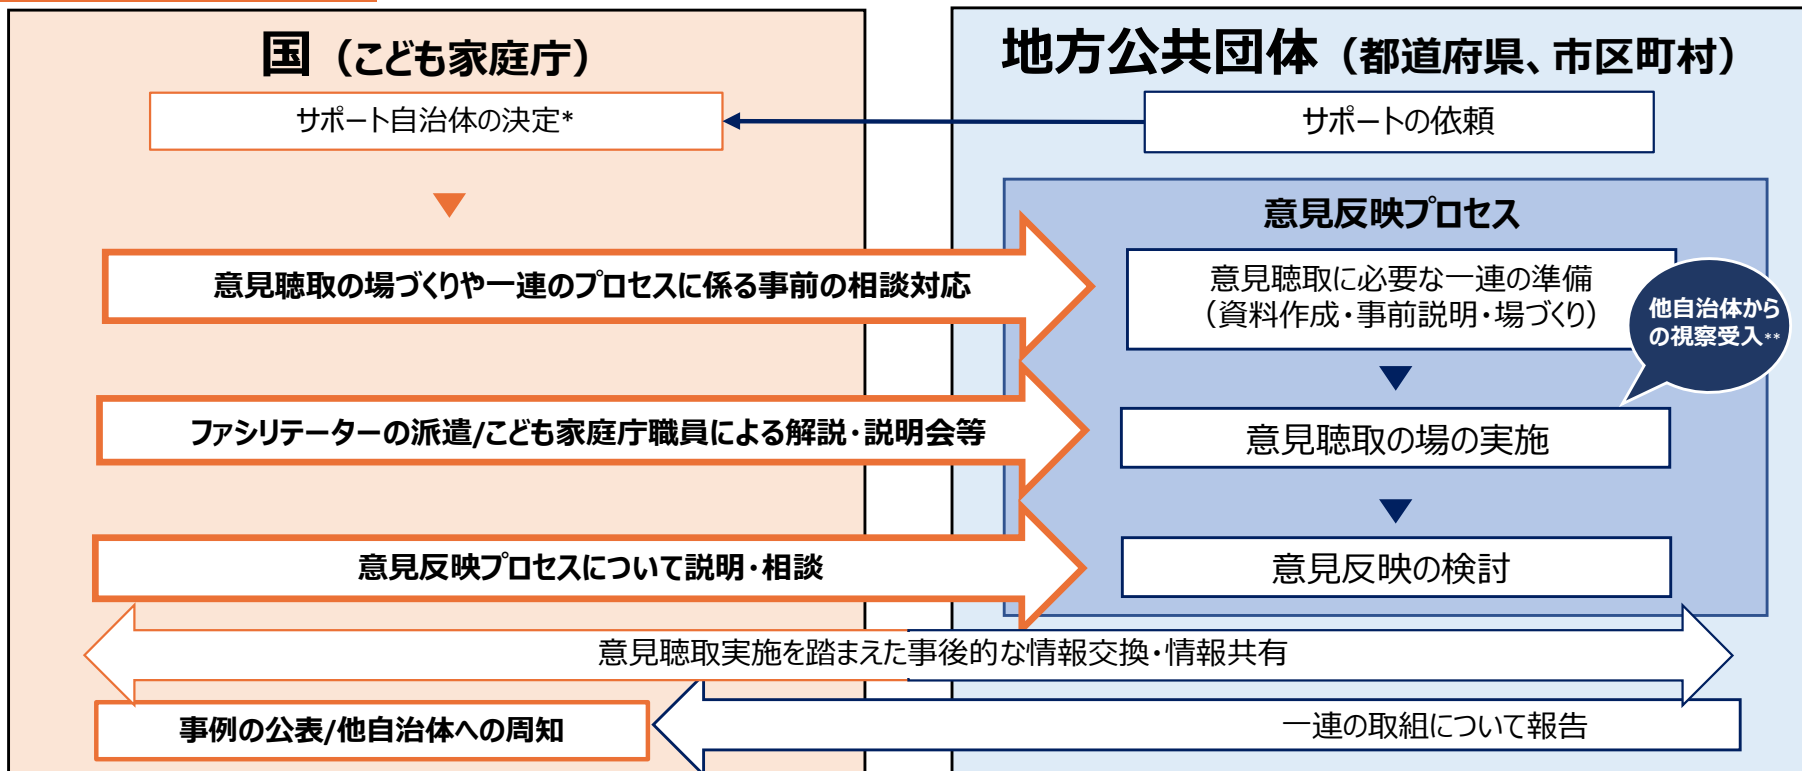 国（こども家庭庁）
地方公共団体（都道府県、市区町村）
サポート自治体の決定*
サポートの依頼
意見反映プロセス
意見聴取の場づくりや一連のプロセスに係る事前の相談対応
意見聴取に必要な一連の準備
（資料作成・事前説明・場づくり）
他自治体から
の視察受入**
ファシリテーターの派遣/こども家庭庁職員による解説・説明会等
意見聴取の場の実施
意見反映プロセスについて説明・相談
意見反映の検討
意見聴取実施を踏まえた事後的な情報交換・情報共有
事例の公表/他自治体への周知
一連の取組について報告